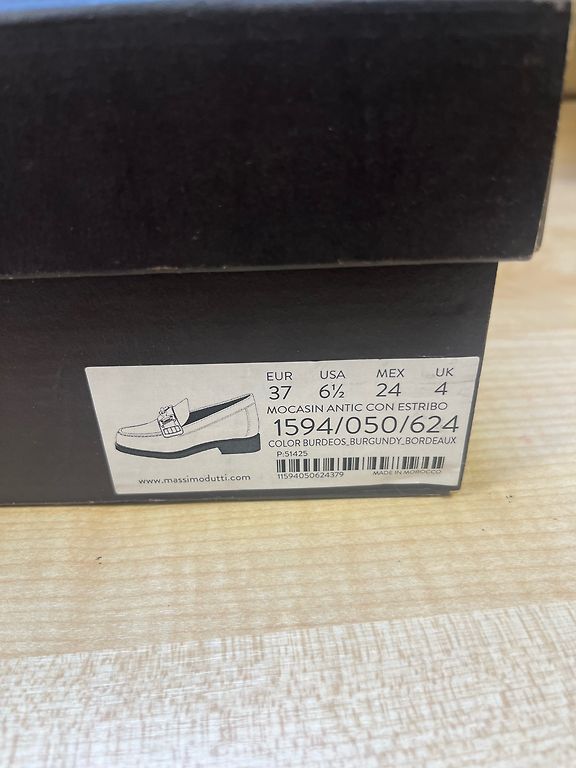 EUR USA MEX UK
37 6½ 24 4
MOCASIN ANTIC CON ESTRIBO
1594/050/624
COLOR BURDEOS_BURGUNDY_BORDEAUX
P:51425
11594050624379 MADE IN MOROCCO
www.massimodutti.com